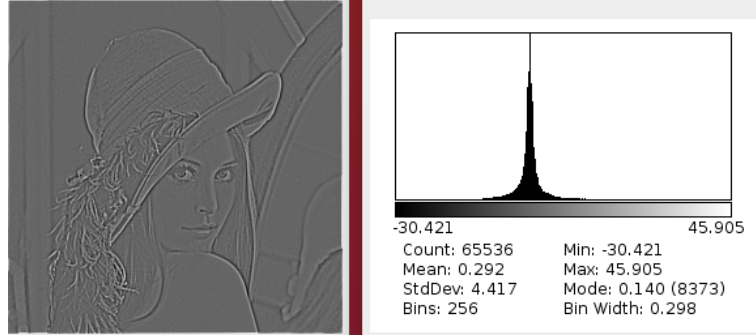 -30.421 45.905
Count: 65536 Min: -30.421
Mean: 0.292 Max: 45.905
StdDev: 4.417 Mode: 0.140 (8373)
Bins: 256 Bin Width: 0.298